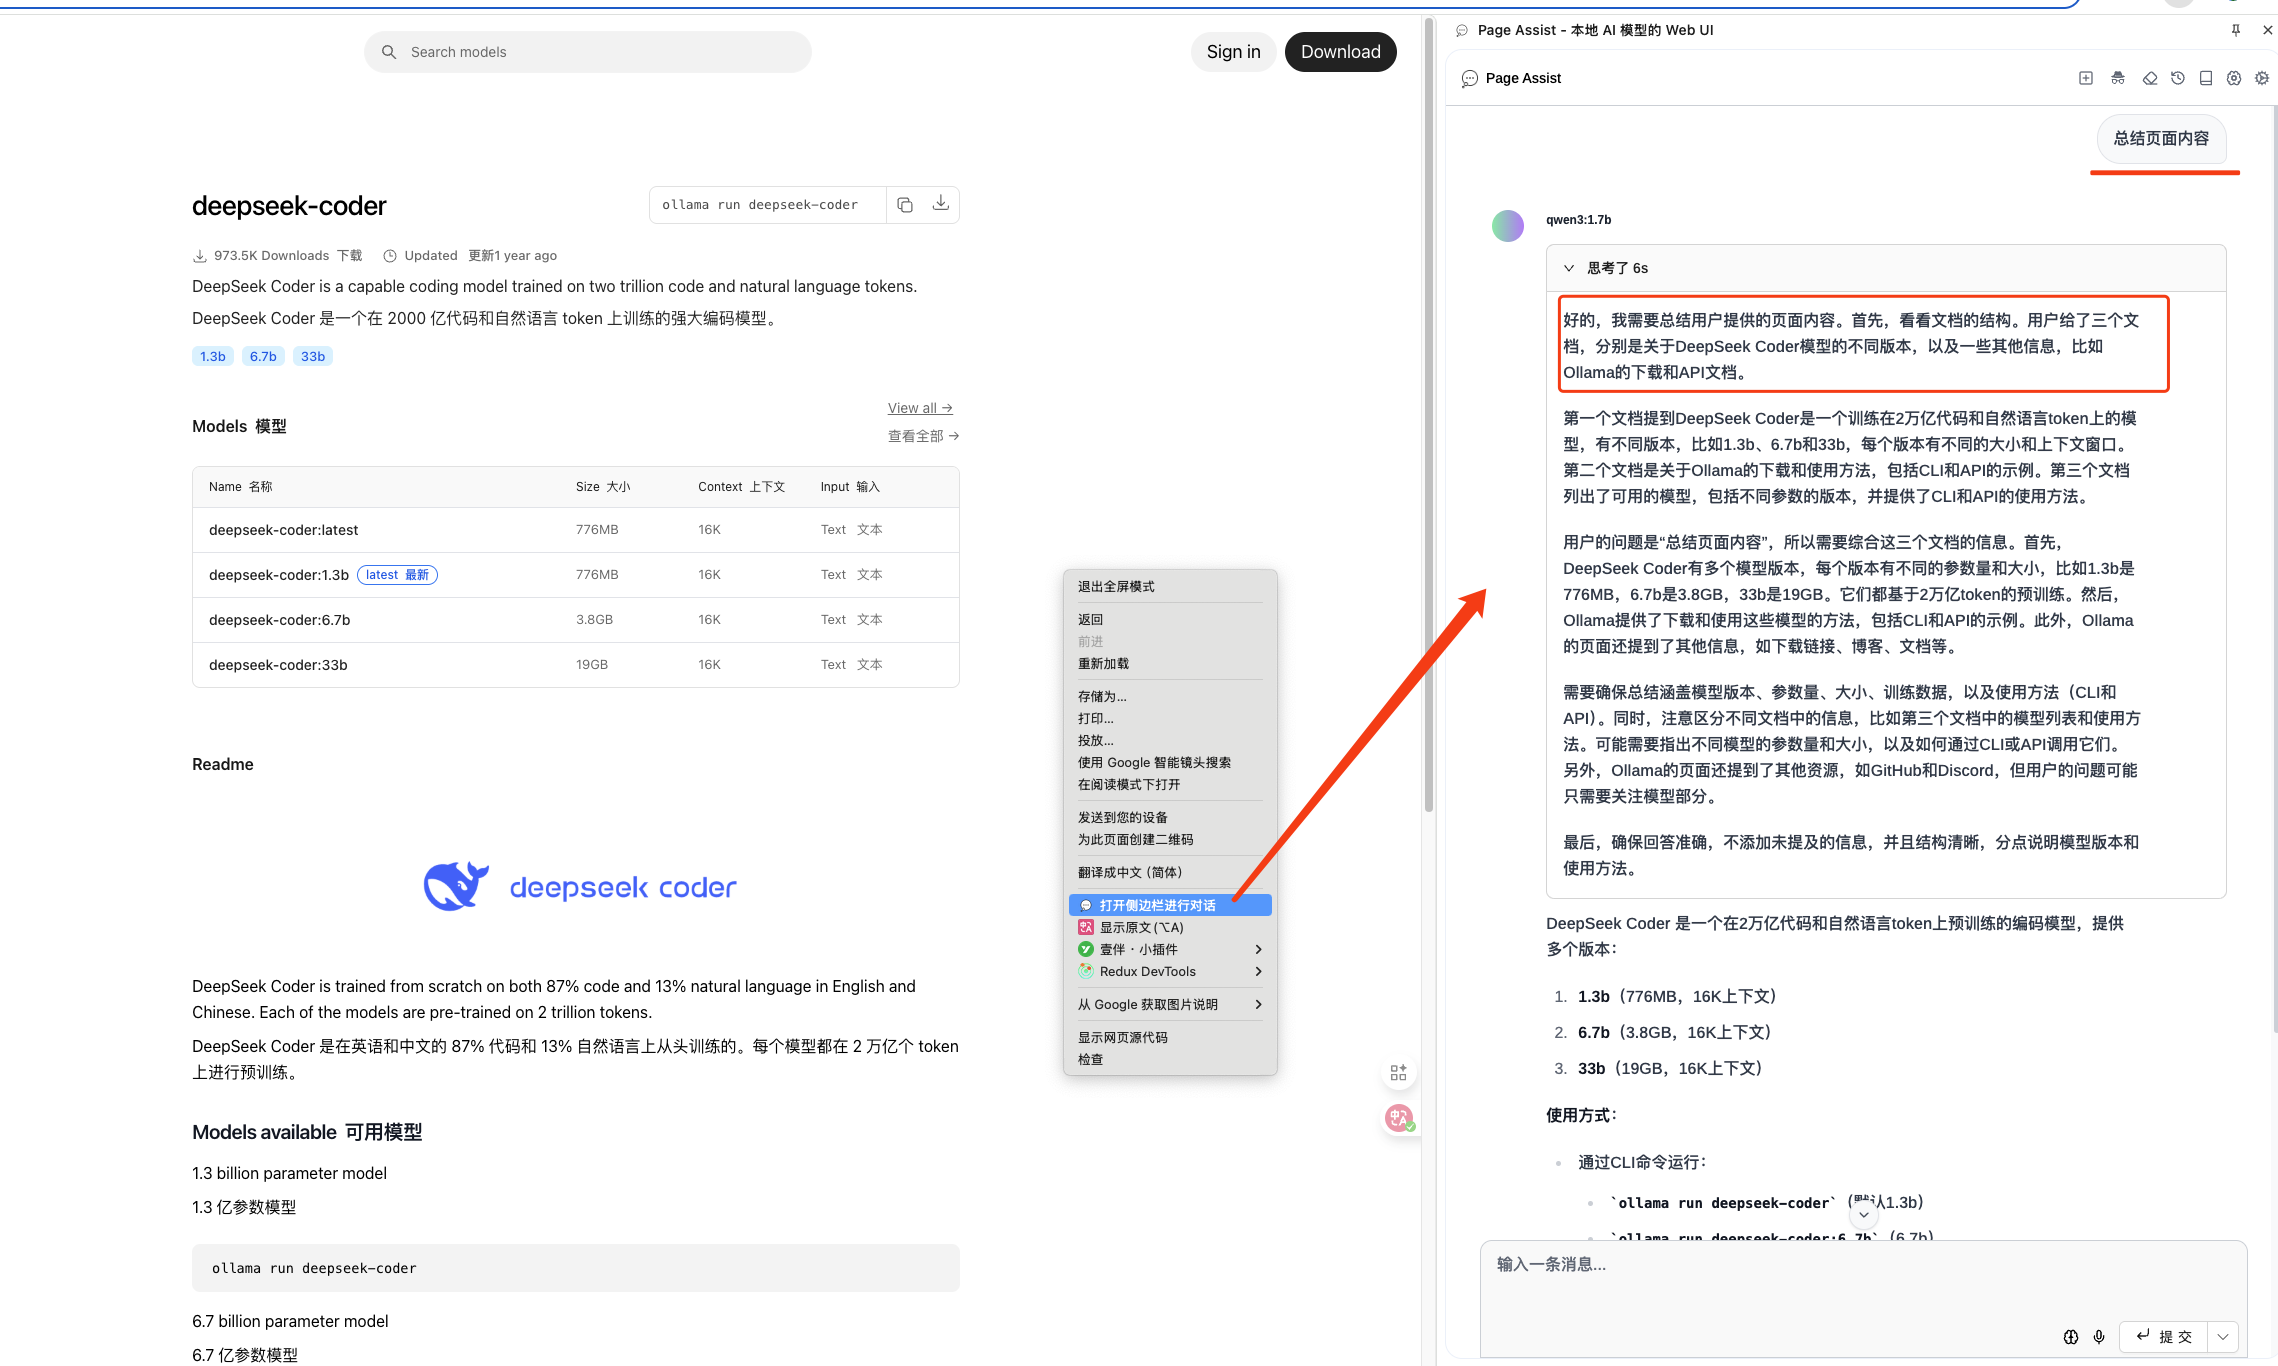 Search models
Sign in
Download
deepseek-coder
ollama run deepseek-coder
973.5K Downloads 下载 Updated 更新1 year ago
DeepSeek Coder is a capable coding model trained on two trillion code and natural language tokens.
DeepSeek Coder 是一个在 2000 亿代码和自然语言 token 上训练的强大编码模型。
1.3b 6.7b 33b
Models 模型
View all →
查看全部 →
Name 名称 Size 大小 Context 上下文 Input 输入
deepseek-coder:latest 776MB 16K Text 文本
deepseek-coder:1.3b latest 最新 776MB 16K Text 文本
deepseek-coder:6.7b 3.8GB 16K Text 文本
deepseek-coder:33b 19GB 16K Text 文本
Readme
deepseek coder
DeepSeek Coder is trained from scratch on both 87% code and 13% natural language in English and
Chinese. Each of the models are pre-trained on 2 trillion tokens.
DeepSeek Coder 是在英语和中文的 87% 代码和 13% 自然语言上从头训练的。每个模型都在 2 万亿个 token
上进行预训练。
Models available 可用模型
1.3 billion parameter model
1.3 亿参数模型
ollama run deepseek-coder
6.7 billion parameter model
6.7 亿参数模型
退出全屏模式
返回
前进
重新加载
存储为...
打印...
投放...
使用 Google 智能镜头搜索
在阅读模式下打开
发送到您的设备
为此页面创建二维码
翻译成中文 (简体)
打开侧边栏进行对话
显示原文(⌥A)
壹伴 · 小插件
Redux DevTools
从 Google 获取图片说明
显示网页源代码
检查
Page Assist - 本地 AI 模型的 Web UI
Page Assist
总结页面内容
qwen3:1.7b
思考了 6s
好的，我需要总结用户提供的页面内容。首先，看看文档的结构。用户给了三个文
档，分别是关于DeepSeek Coder模型的不同版本，以及一些其他信息，比如
Ollama的下载和API文档。
第一个文档提到DeepSeek Coder是一个训练在2万亿代码和自然语言token上的模
型，有不同版本，比如1.3b、6.7b和33b，每个版本有不同的大小和上下文窗口。
第二个文档是关于Ollama的下载和使用方法，包括CLI和API的示例。第三个文档
列出了可用的模型，包括不同参数的版本，并提供了CLI和API的使用方法。
用户的问题是“总结页面内容”，所以需要综合这三个文档的信息。首先，
DeepSeek Coder有多个模型版本，每个版本有不同的参数量和大小，比如1.3b是
776MB，6.7b是3.8GB，33b是19GB。它们都基于2万亿token的预训练。然后，
Ollama提供了下载和使用这些模型的方法，包括CLI和API的示例。此外，Ollama
的页面还提到了其他信息，如下载链接、博客、文档等。
需要确保总结涵盖模型版本、参数量、大小、训练数据，以及使用方法（CLI和
API）。同时，注意区分不同文档中的信息，比如第三个文档中的模型列表和使用方
法。可能需要指出不同模型的参数量和大小，以及如何通过CLI或API调用它们。
另外，Ollama的页面还提到了其他资源，如GitHub和Discord，但用户的问题可能
只需要关注模型部分。
最后，确保回答准确，不添加未提及的信息，并且结构清晰，分点说明模型版本和
使用方法。
DeepSeek Coder 是一个在2万亿代码和自然语言token上预训练的编码模型，提供
多个版本：
1. 1.3b（776MB，16K上下文）
2. 6.7b（3.8GB，16K上下文）
3. 33b（19GB，16K上下文）
使用方式：
通过CLI命令运行：
`ollama run deepseek-coder`（默认1.3b）
`ollama run deepseek-coder:6.7b`（6.7b）
输入一条消息...
提 交